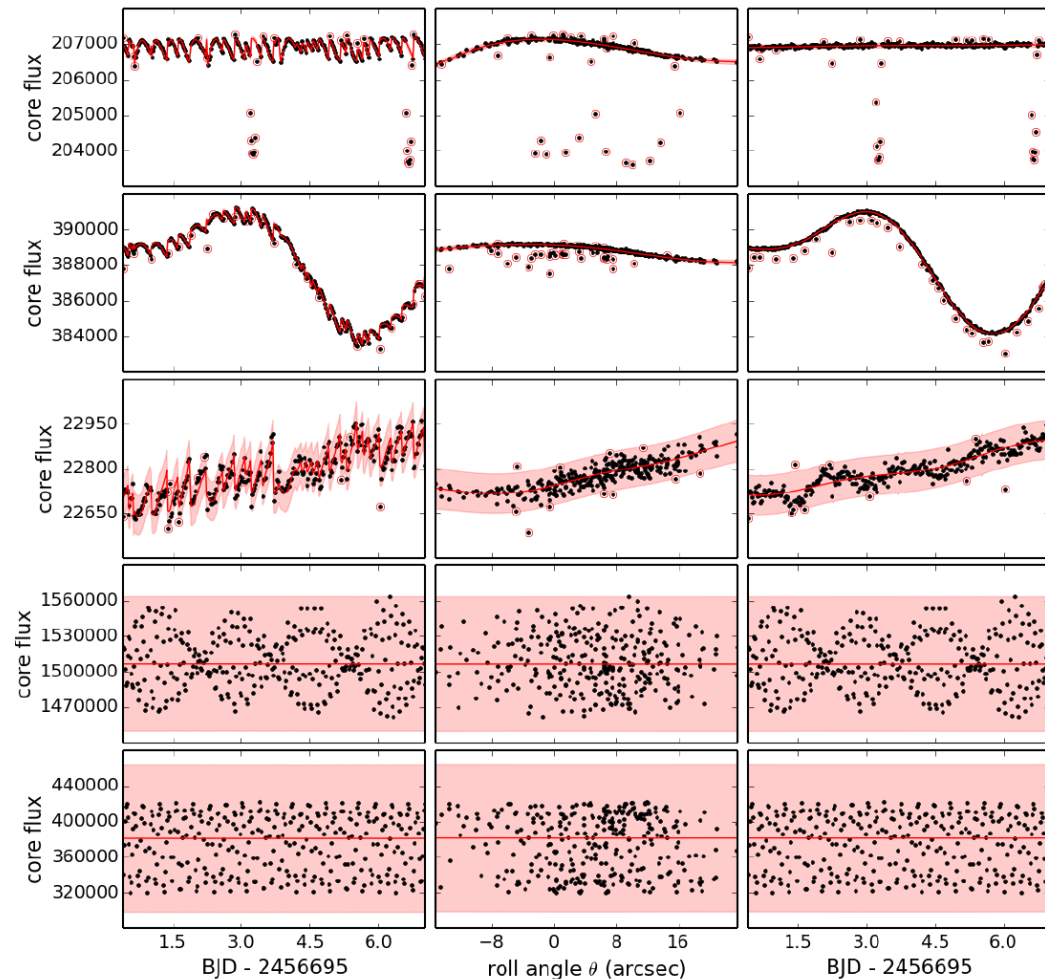 207000
206000
205000
204000
core flux
390000
388000
386000
384000
core flux
22950
22800
22650
core flux
1560000
1530000
1500000
1470000
core flux
440000
400000
360000
320000
core flux
1.5 3.0 4.5 6.0
BJD - 2456695
−8 0 8 16
roll angle θ (arcsec)
1.5 3.0 4.5 6.0
BJD - 2456695